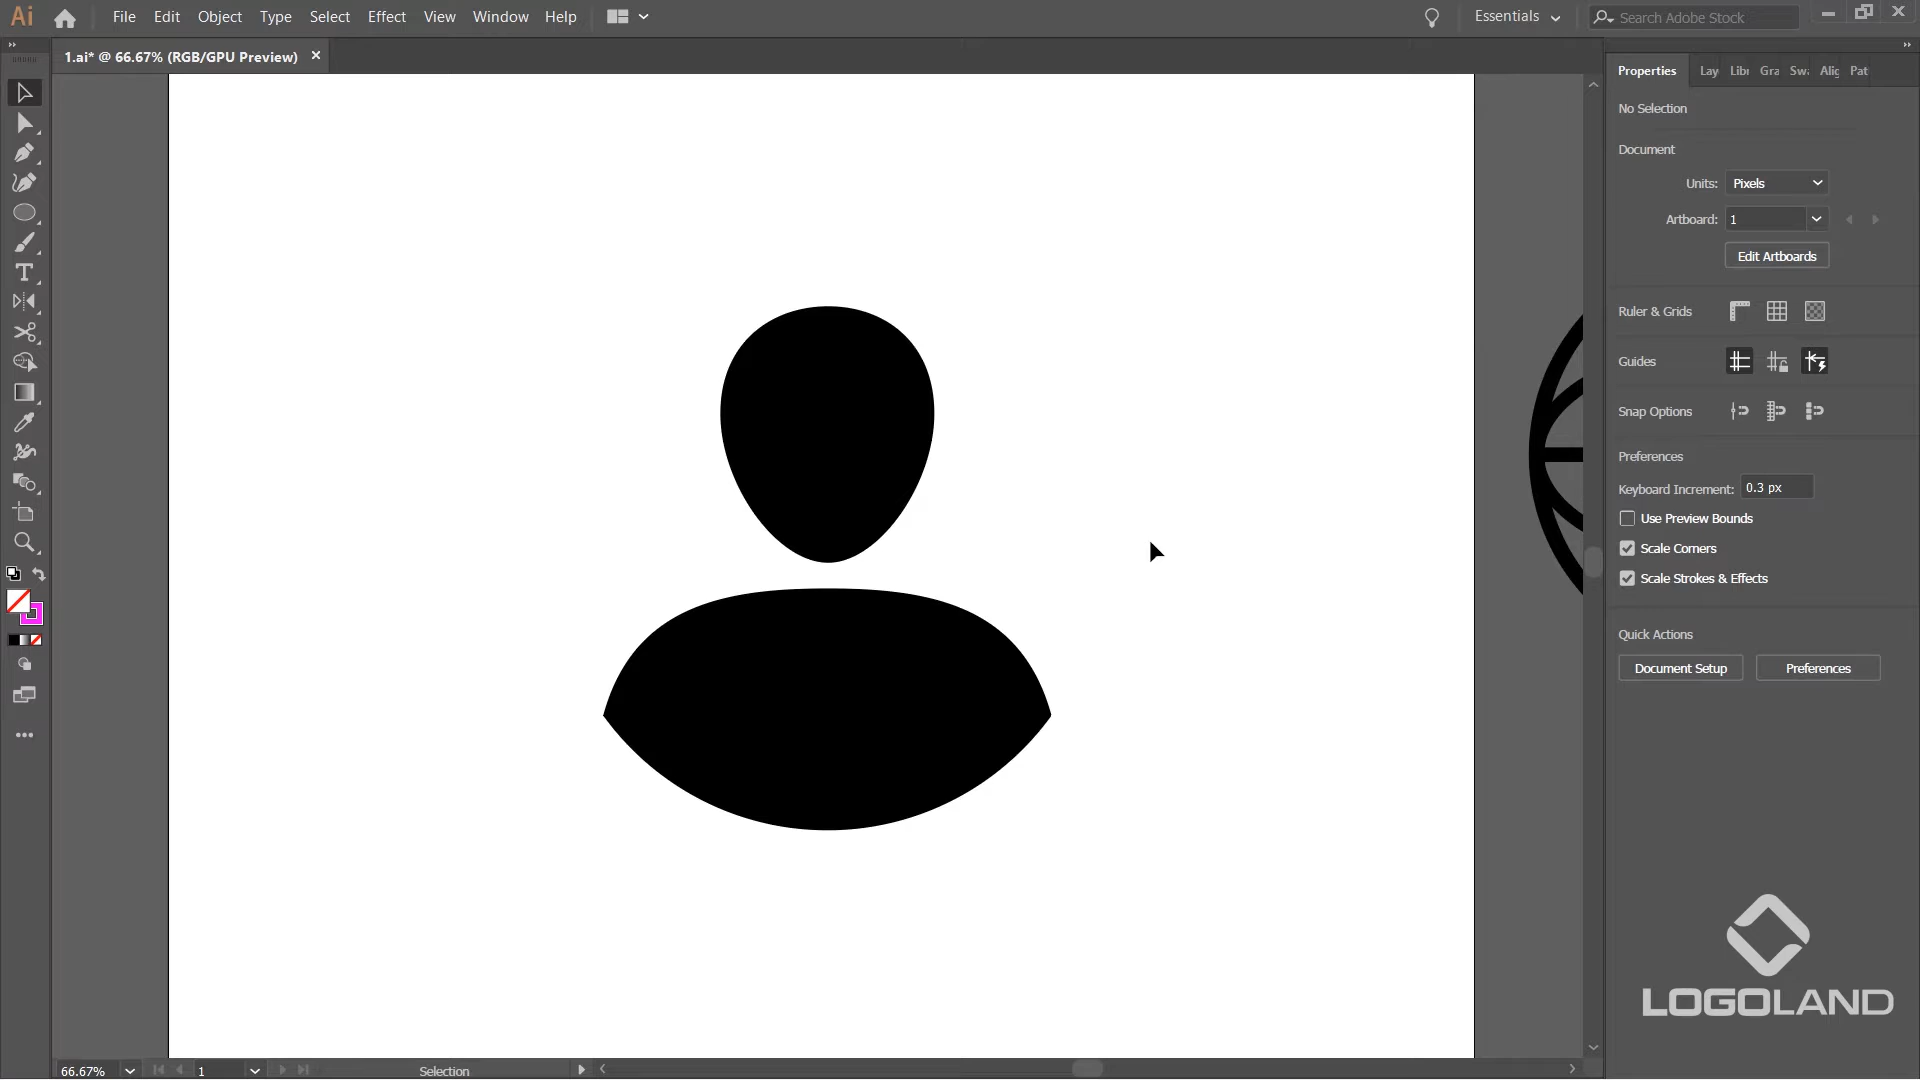 Ai File Edit Object Type Select Effect View Window Help Essentials Search Adobe Stock
1.ai* @ 66.67% (RGB/GPU Preview) ×
Properties Lay Libr Gra Swa Alig Pat
No Selection
Document
Units: Pixels
Artboard: 1
Edit Artboards
Ruler & Grids
Guides
Snap Options
Preferences
Keyboard Increment: 0.3 px
Use Preview Bounds
Scale Corners
Scale Strokes & Effects
Quick Actions
Document Setup Preferences
LOGOLAND
66.67% 1 Selection